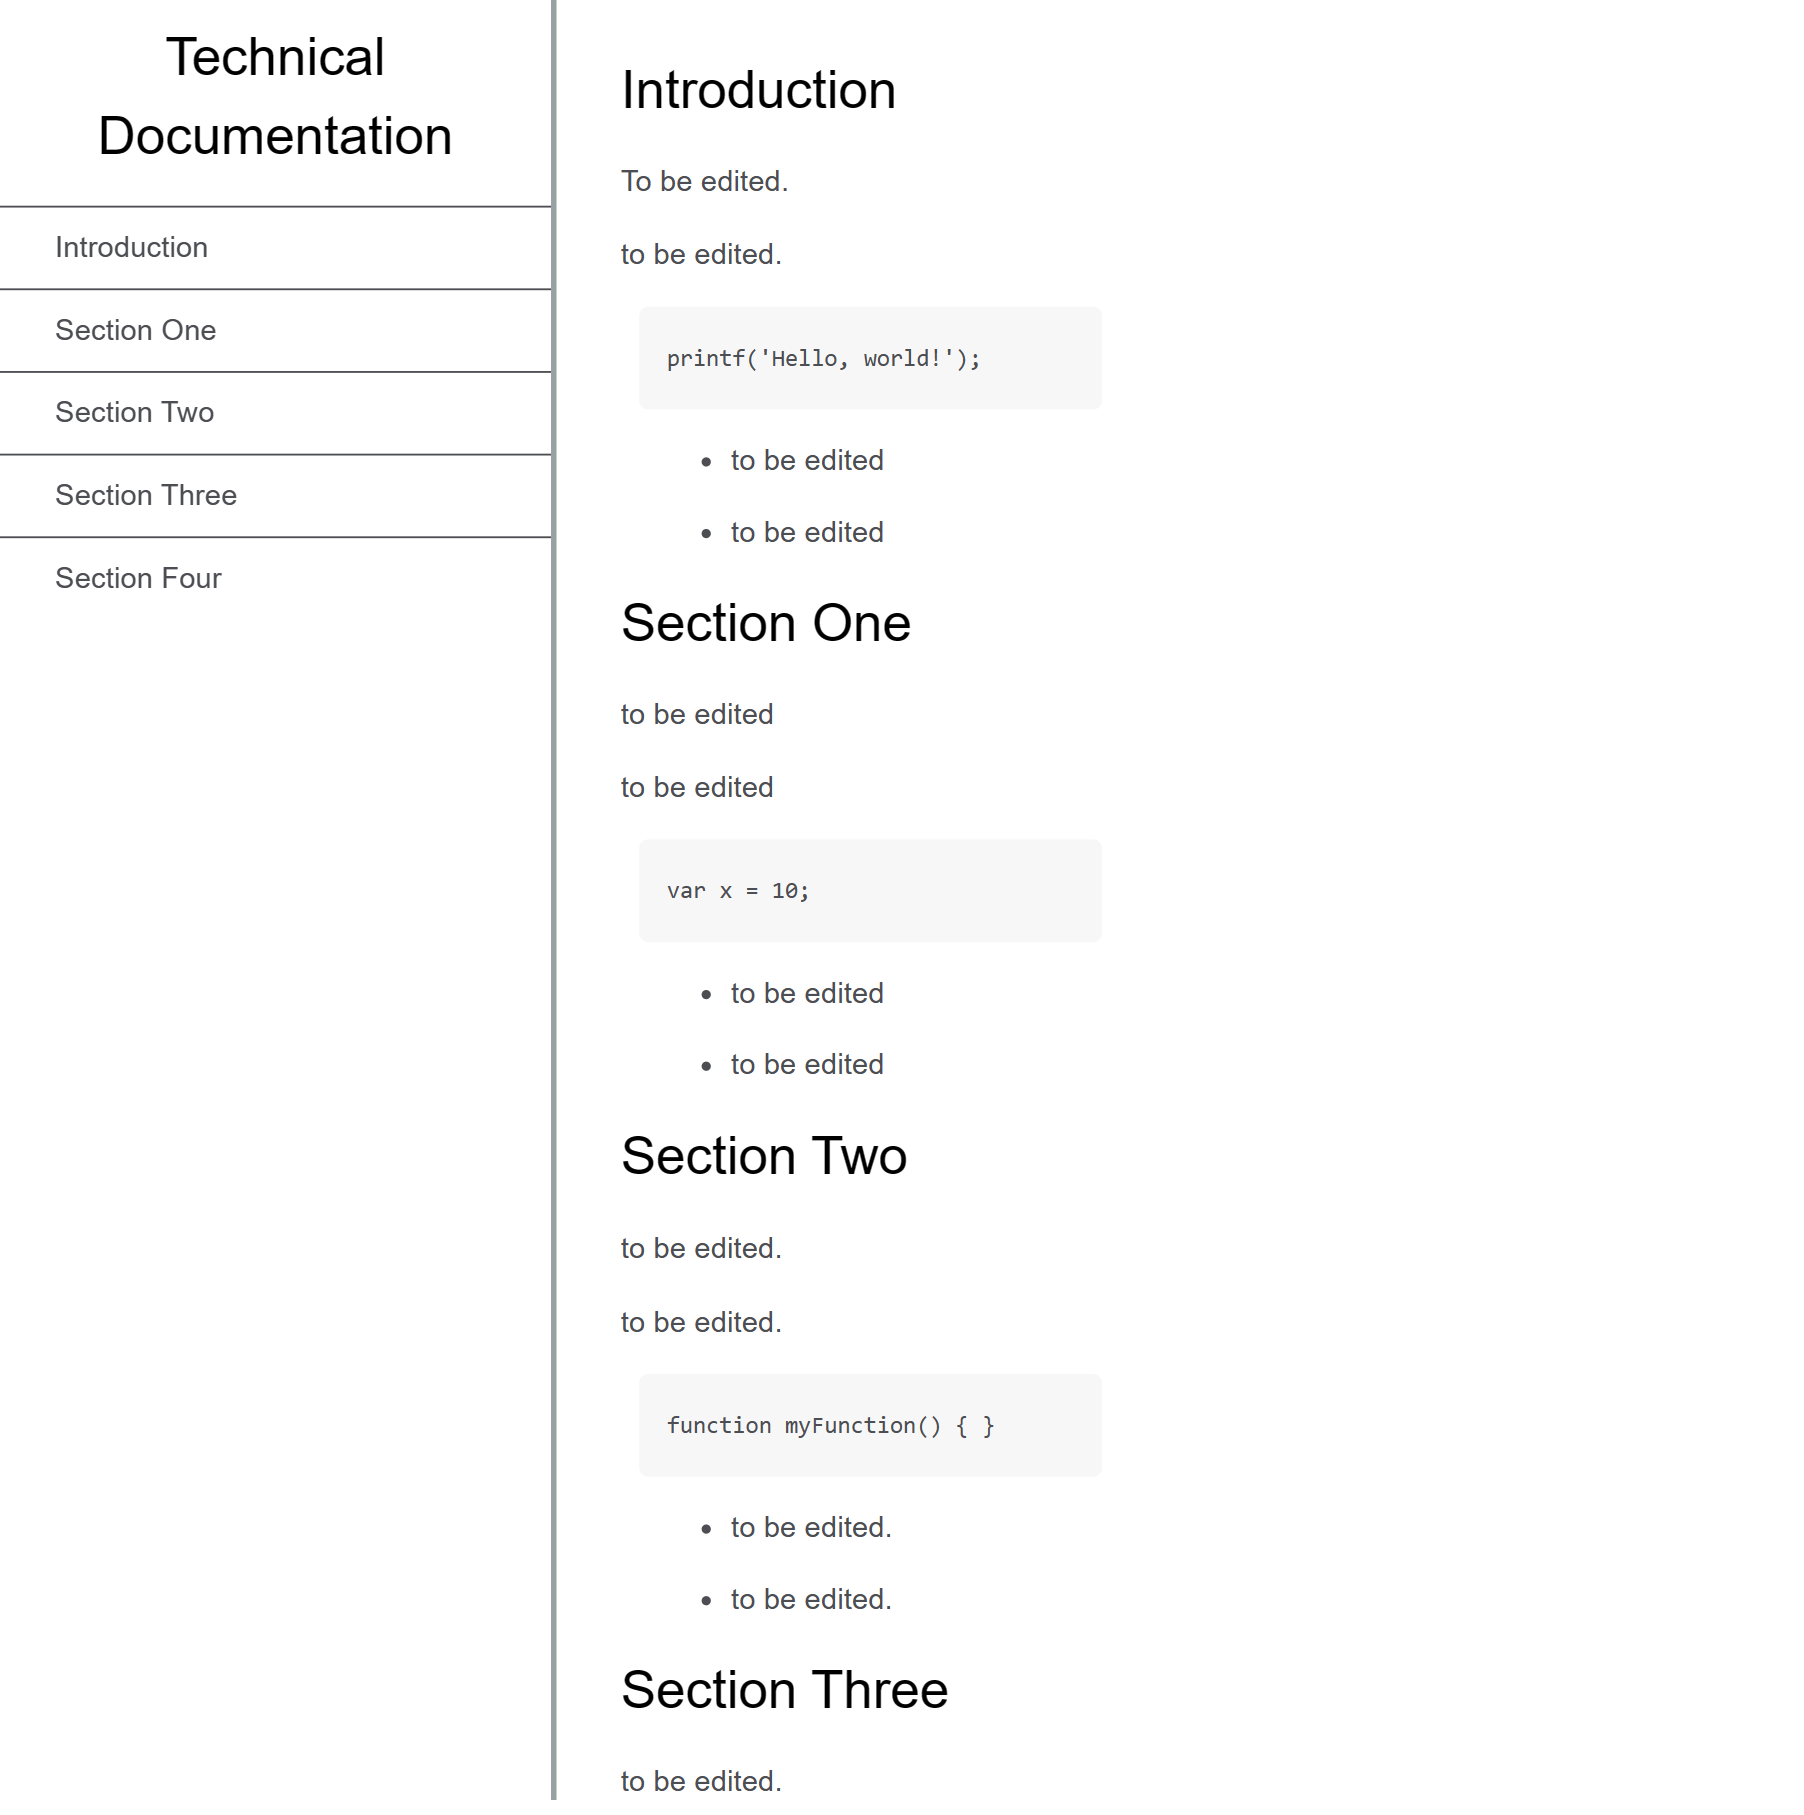 Technical
Documentation
Introduction
Section One
Section Two
Section Three
Section Four
Introduction
To be edited.
to be edited.
printf('Hello, world!');
to be edited
to be edited
Section One
to be edited
to be edited
var x = 10;
to be edited
to be edited
Section Two
to be edited.
to be edited.
function myFunction() { }
to be edited.
to be edited.
Section Three
to be edited.